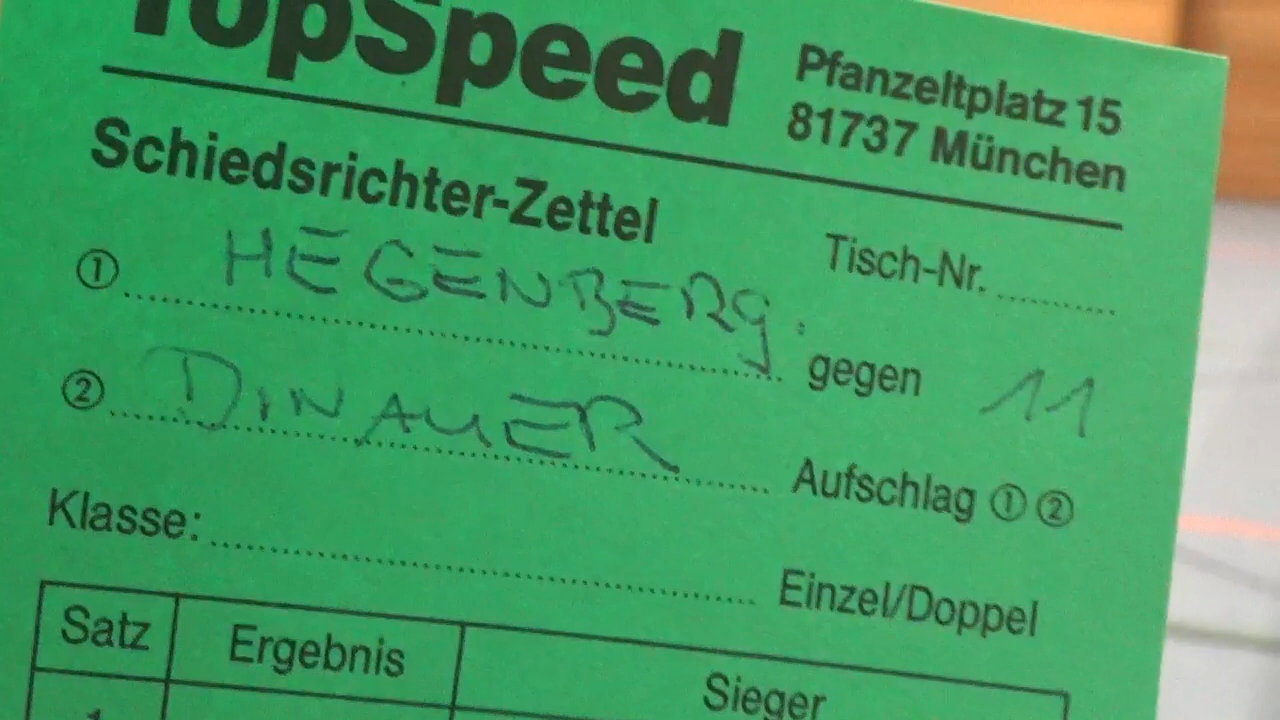 TopSpeed
Pfanzeltplatz 15
81737 München
Schiedsrichter-Zettel
Tisch-Nr. ............
① HEGENBERG.
gegen 11
② DINAUER
Aufschlag ① ②
Klasse:
Einzel/Doppel
Satz Ergebnis Sieger
1